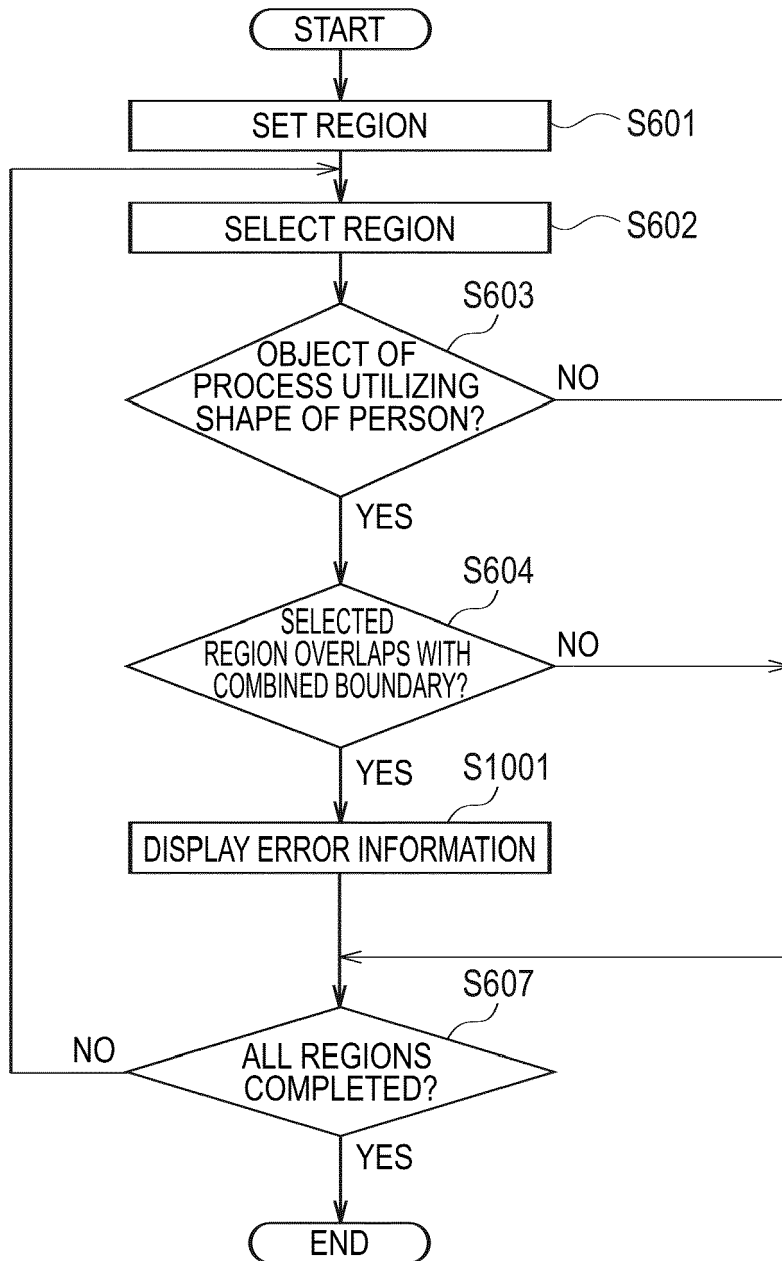 START
SET REGION
S601
SELECT REGION
S602
S603
OBJECT OF
PROCESS UTILIZING
SHAPE OF PERSON?
NO
YES
S604
SELECTED
REGION OVERLAPS WITH
COMBINED BOUNDARY?
NO
YES
S1001
DISPLAY ERROR INFORMATION
S607
NO
ALL REGIONS
COMPLETED?
YES
END